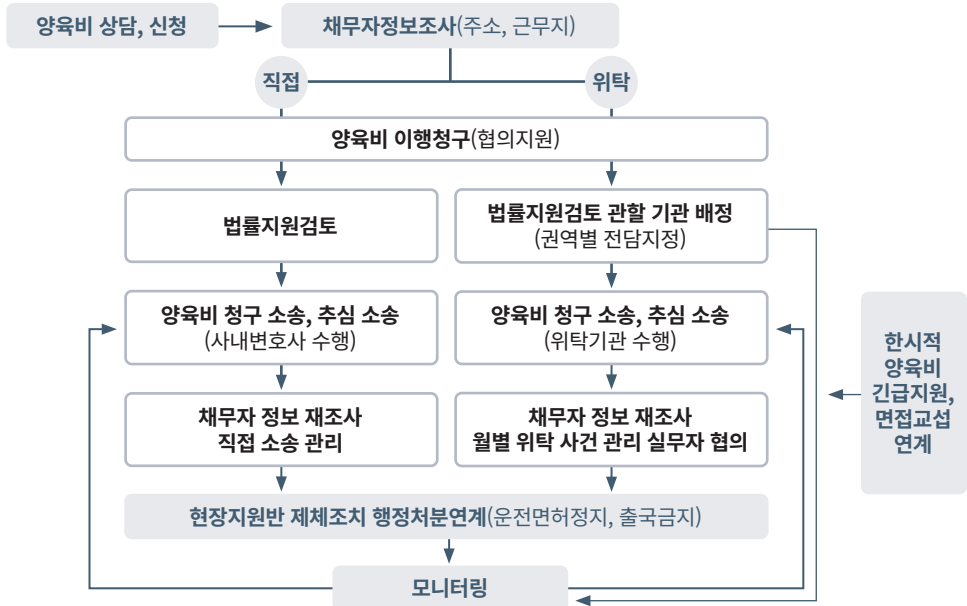 양육비 상담, 신청
채무자정보조사(주소, 근무지)
직접
위탁
양육비 이행청구(협의지원)
법률지원검토
법률지원검토 관할 기관 배정
(권역별 전담지정)
양육비 청구 소송, 추심 소송
(사내변호사 수행)
양육비 청구 소송, 추심 소송
(위탁기관 수행)
한시적
양육비
긴급지원,
면접교섭
연계
채무자 정보 재조사
직접 소송 관리
채무자 정보 재조사
월별 위탁 사건 관리 실무자 협의
현장지원반 제체조치 행정처분연계(운전면허정지, 출국금지)
모니터링